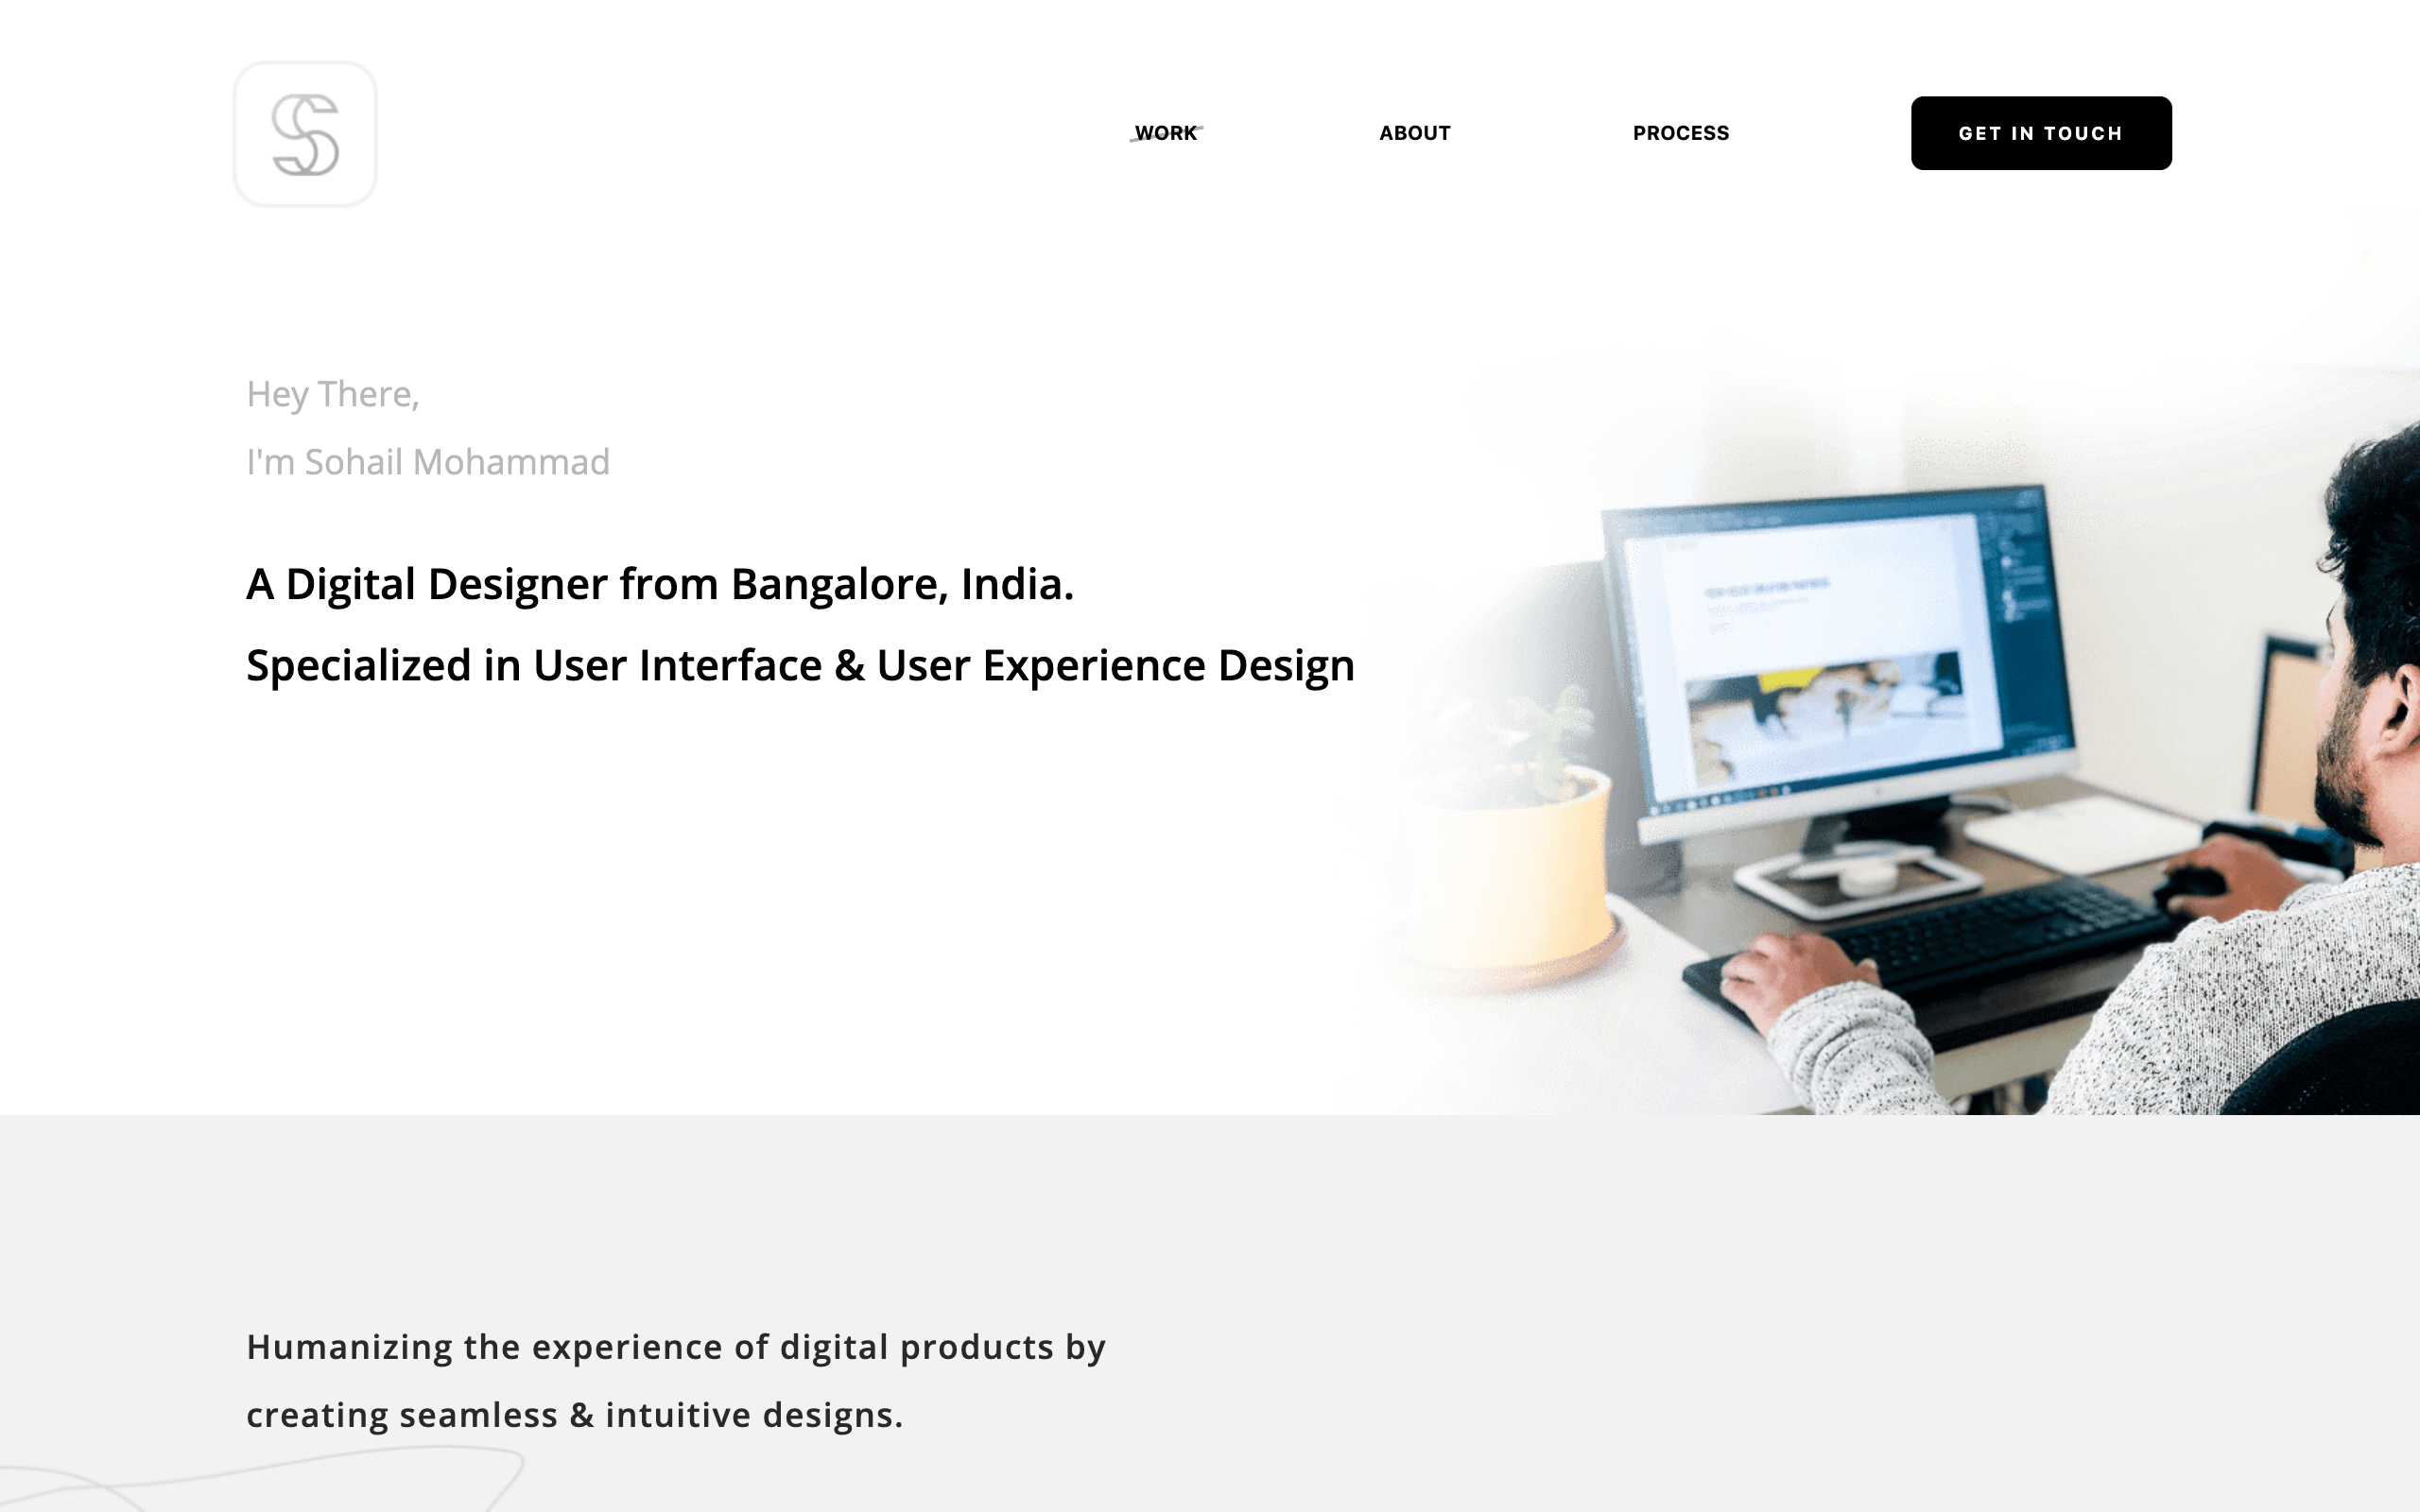 WORK
ABOUT
PROCESS
GET IN TOUCH
Hey There,
I'm Sohail Mohammad
A Digital Designer from Bangalore, India.
Specialized in User Interface & User Experience Design
Humanizing the experience of digital products by
creating seamless & intuitive designs.